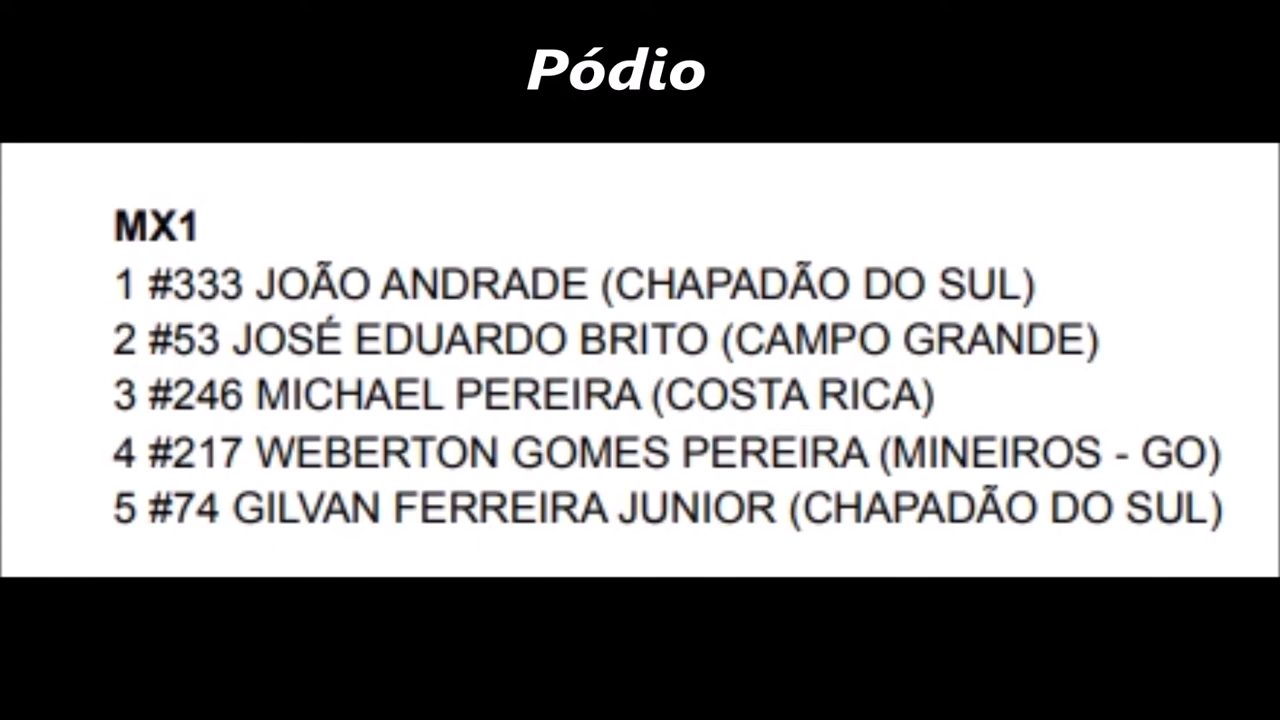 Pódio
MX1
1 #333 JOÃO ANDRADE (CHAPADÃO DO SUL)
2 #53 JOSÉ EDUARDO BRITO (CAMPO GRANDE)
3 #246 MICHAEL PEREIRA (COSTA RICA)
4 #217 WEBERTON GOMES PEREIRA (MINEIROS - GO)
5 #74 GILVAN FERREIRA JUNIOR (CHAPADÃO DO SUL)